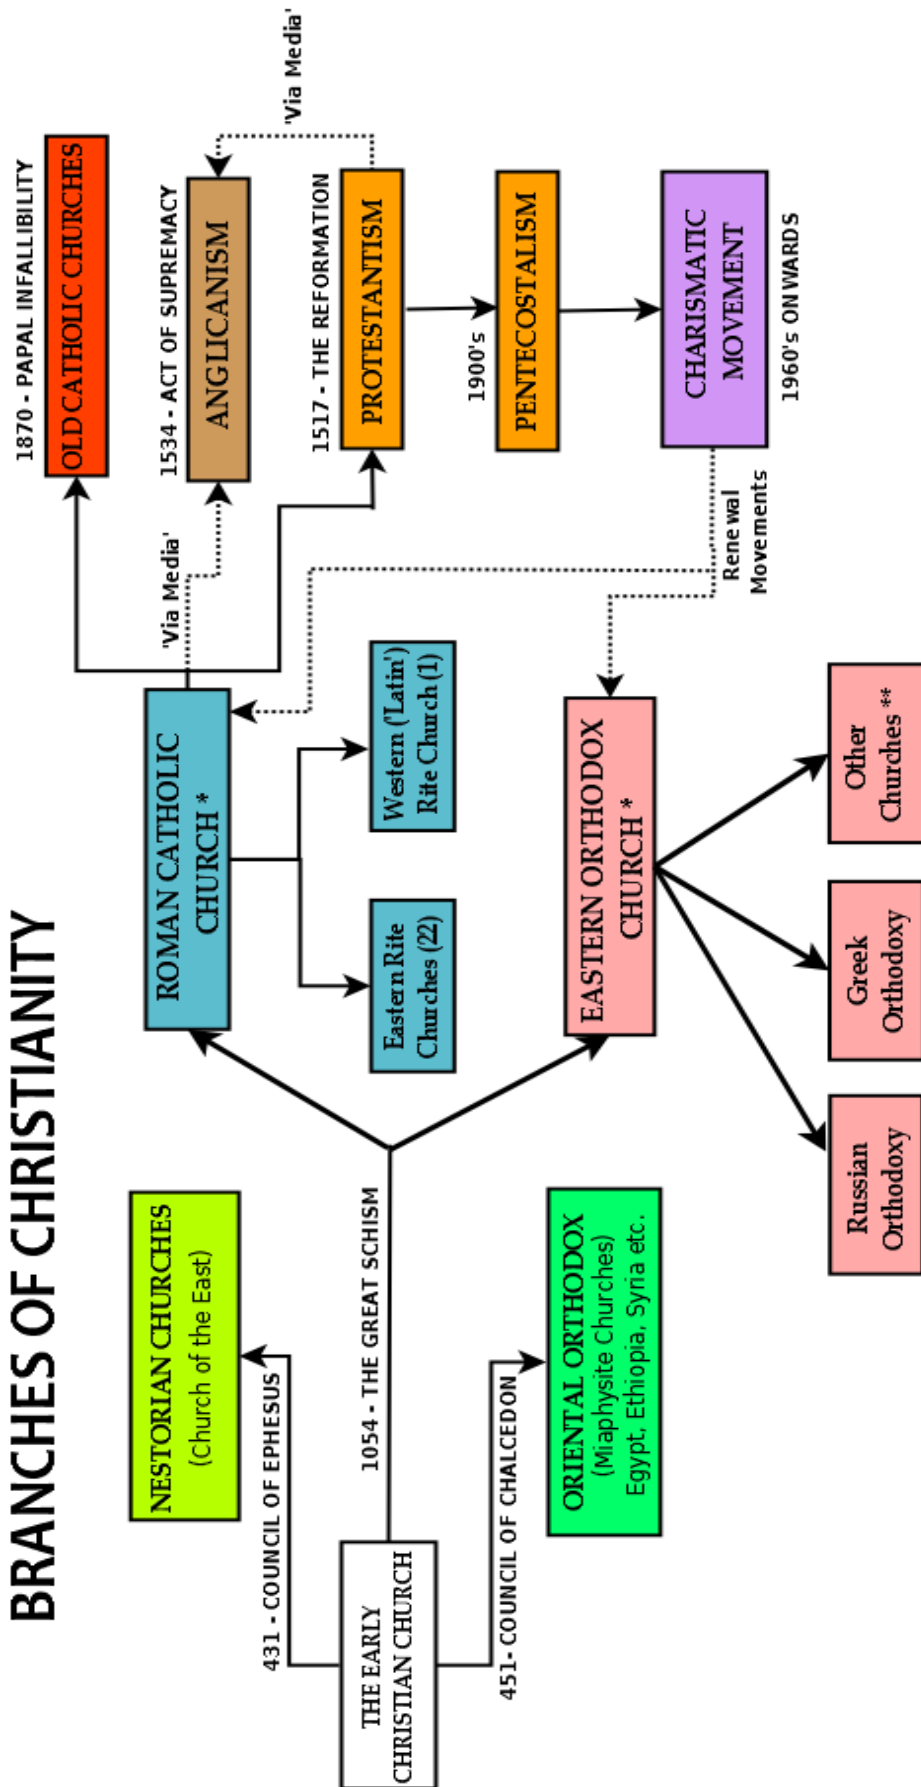 BRANCHES OF CHRISTIANITY
THE EARLY
CHRISTIAN CHURCH
431 - COUNCIL OF EPHESUS
NESTORIAN CHURCHES
(Church of the East)
1054 - THE GREAT SCHISM
451- COUNCIL OF CHALCEDON
ORIENTAL ORTHODOX
(Miaphysite Churches)
Egypt, Ethiopia, Syria etc.
ROMAN CATHOLIC
CHURCH *
Eastern Rite
Churches (22)
Western ('Latin')
Rite Church (1)
EASTERN ORTHODOX
CHURCH *
Russian
Orthodoxy
Greek
Orthodoxy
Other
Churches **
1870 - PAPAL INFALLIBILITY
OLD CATHOLIC CHURCHES
'Via Media'
1534 - ACT OF SUPREMACY
ANGLICANISM
'Via Media'
1517 - THE REFORMATION
PROTESTANTISM
1900's
PENTECOSTALISM
CHARISMATIC
MOVEMENT
1960's ONWARDS
Renewal
Movements